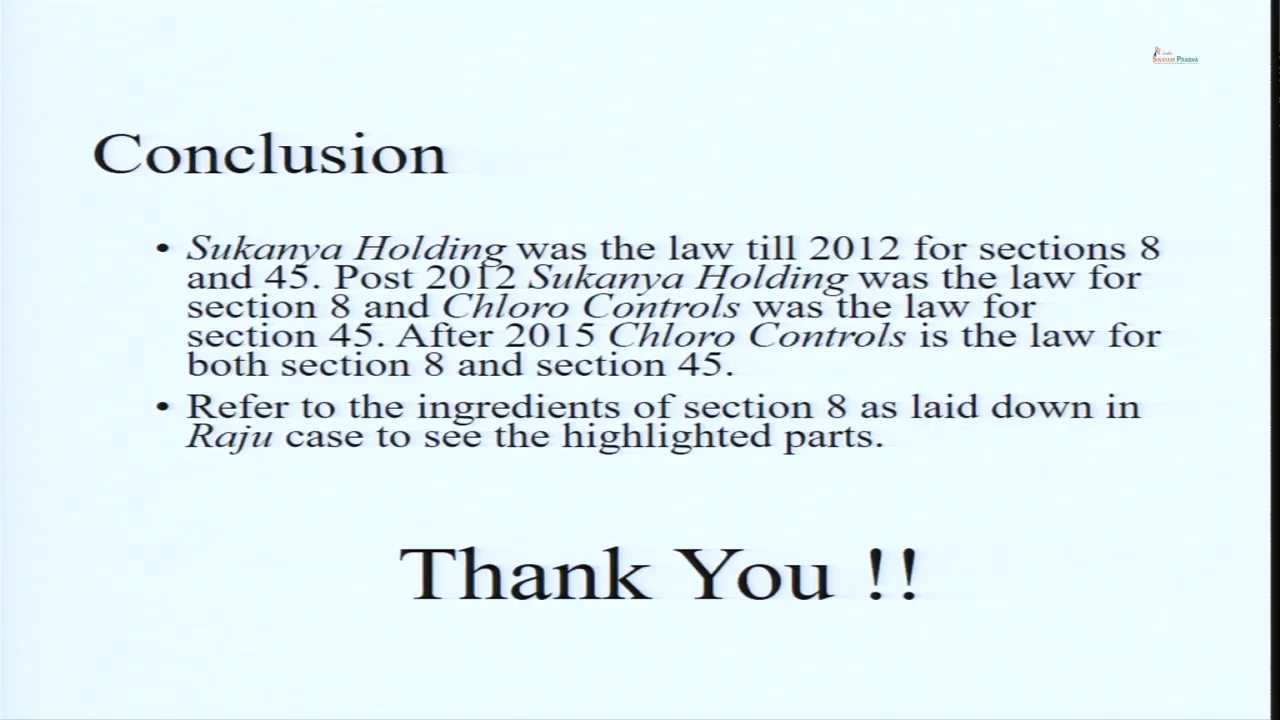 SWAYAM PRABHA
Conclusion
• Sukanya Holding was the law till 2012 for sections 8
and 45. Post 2012 Sukanya Holding was the law for
section 8 and Chloro Controls was the law for
section 45. After 2015 Chloro Controls is the law for
both section 8 and section 45.
• Refer to the ingredients of section 8 as laid down in
Raju case to see the highlighted parts.
Thank You !!